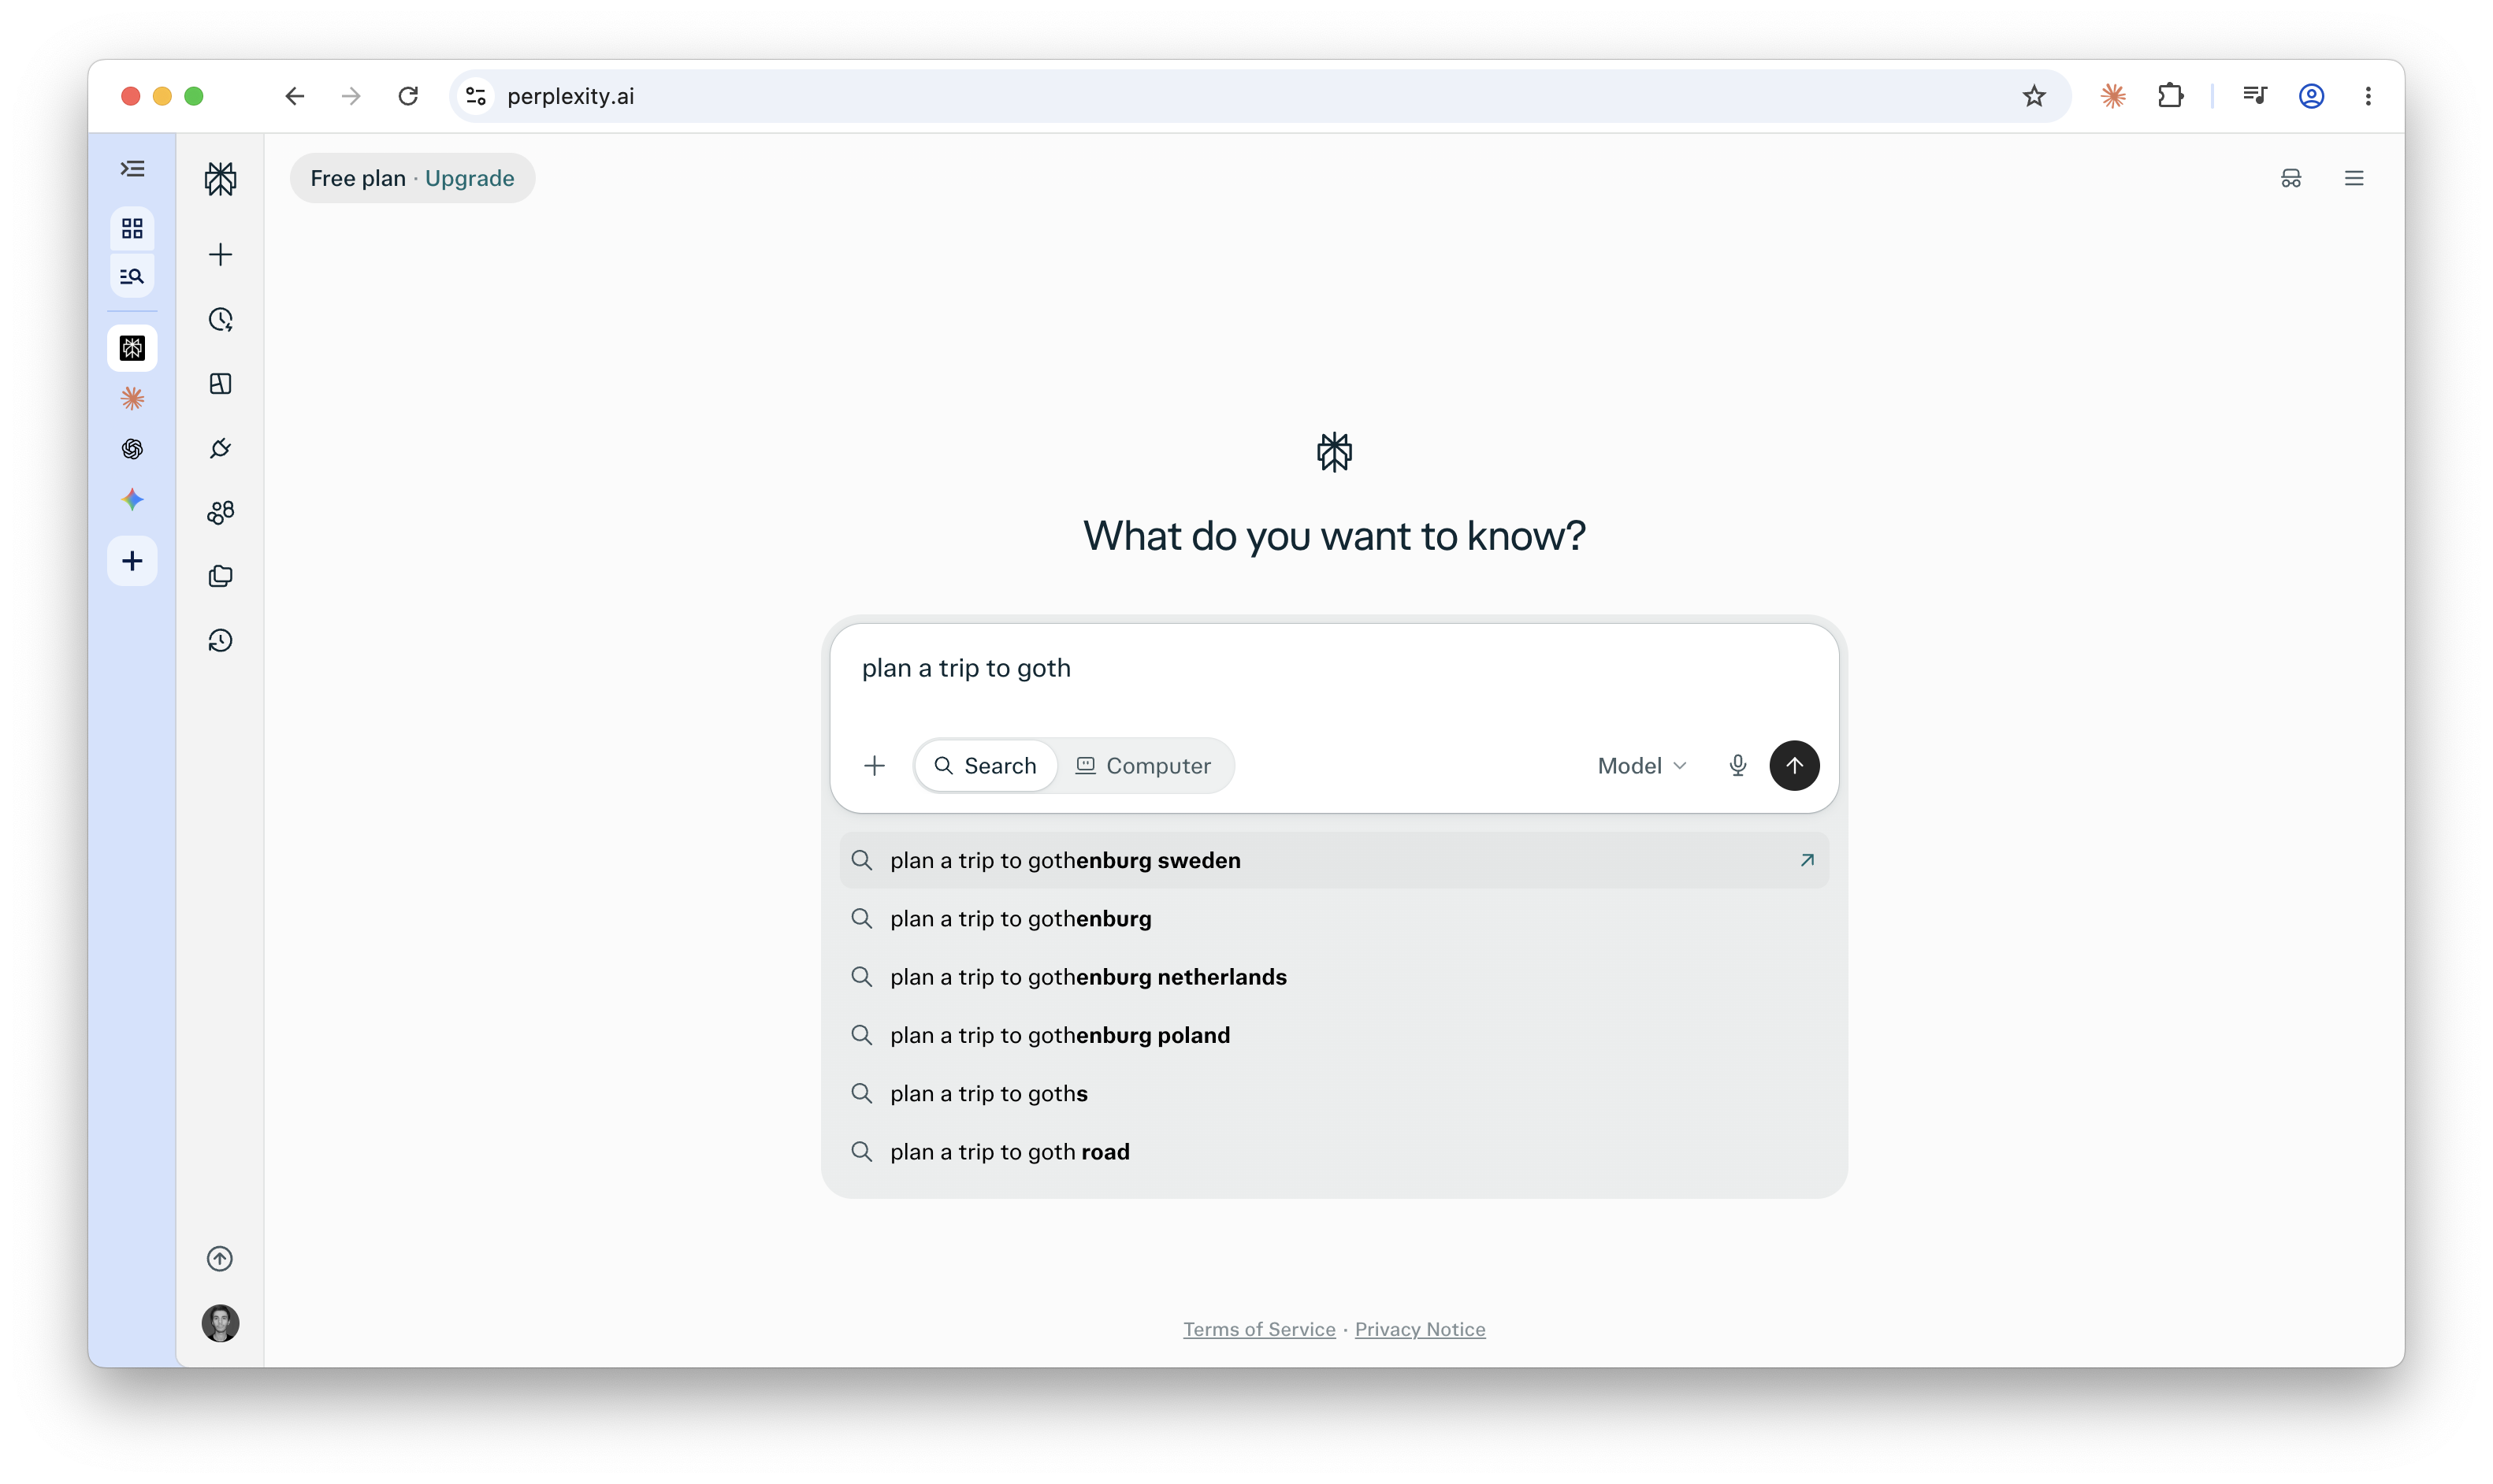 perplexity.ai
Free plan · Upgrade
What do you want to know?
plan a trip to goth
Search Computer Model
plan a trip to gothenburg sweden
plan a trip to gothenburg
plan a trip to gothenburg netherlands
plan a trip to gothenburg poland
plan a trip to goths
plan a trip to goth road
Terms of Service · Privacy Notice